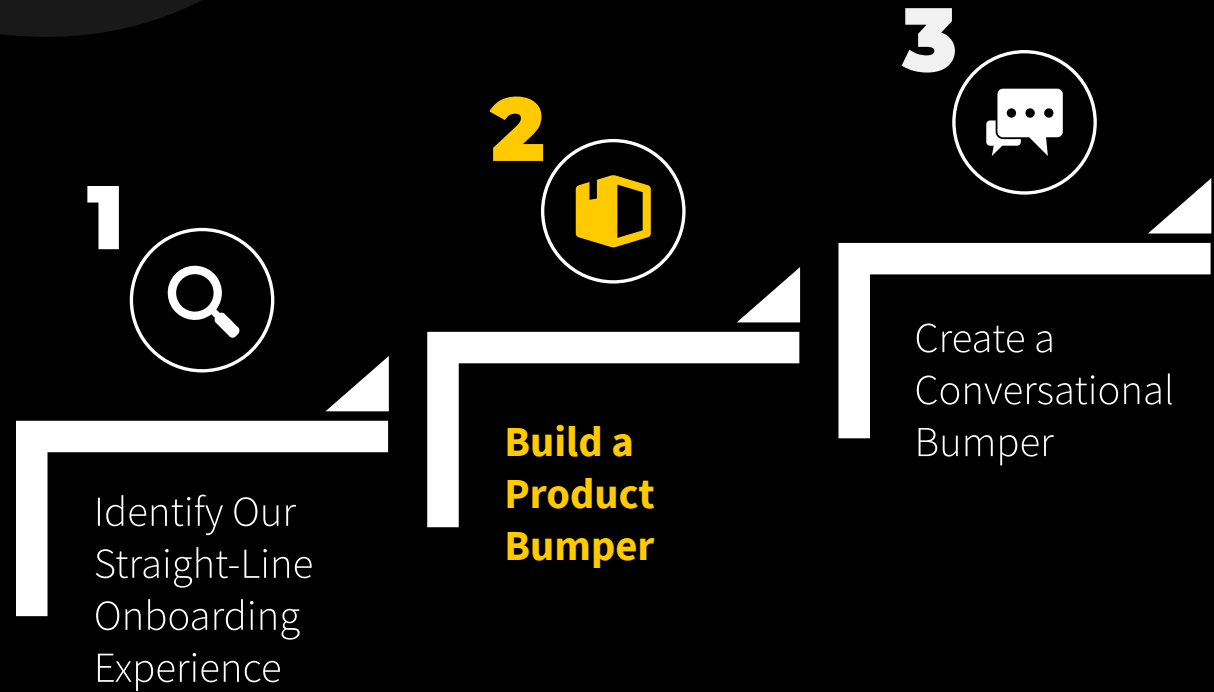 1
Identify Our
Straight-Line
Onboarding
Experience
2
Build a
Product
Bumper
3
Create a
Conversational
Bumper